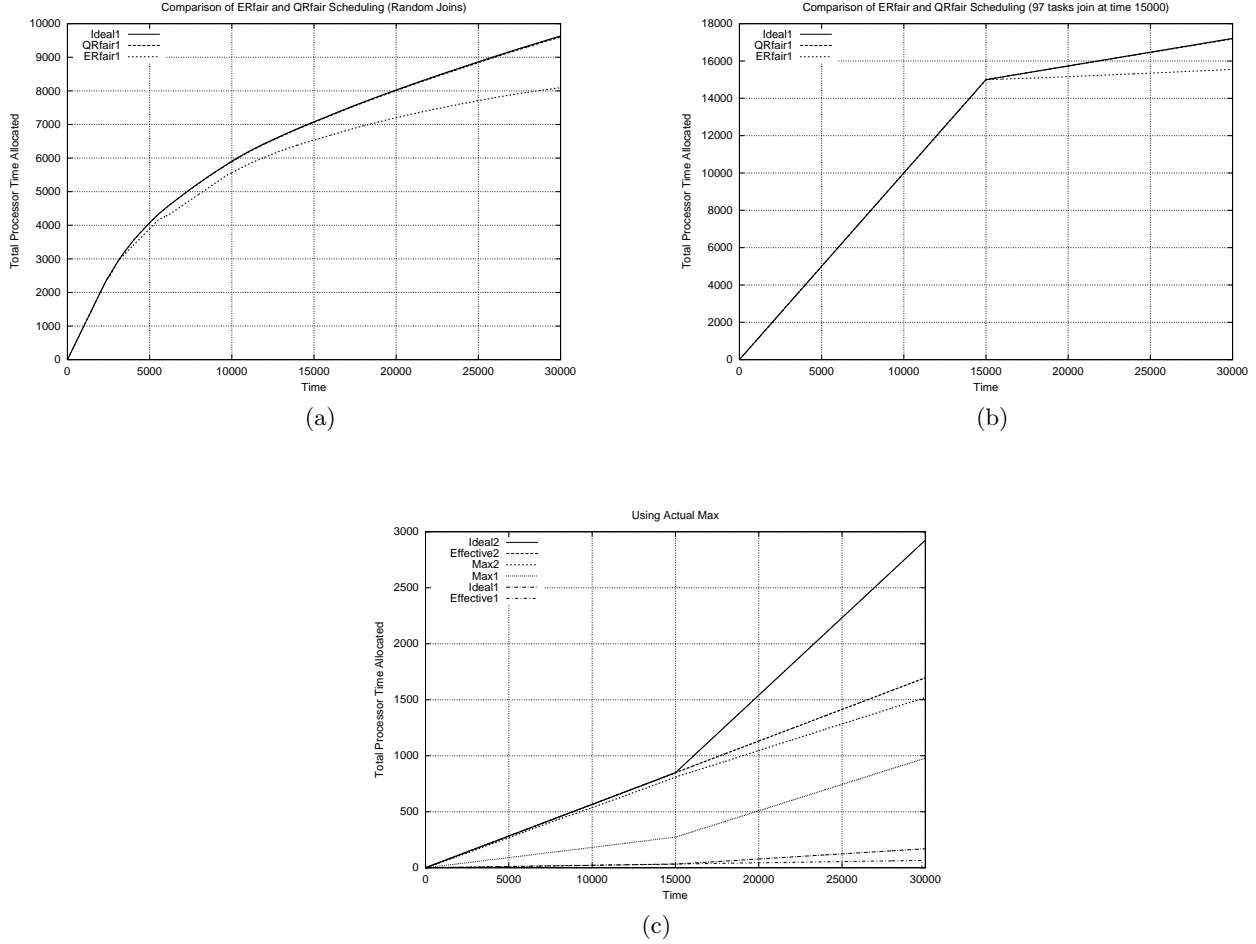 Comparison of ERfair and QRfair Scheduling (Random Joins)
10000
9000
8000
7000
6000
5000
4000
3000
2000
1000
0
Total Processor Time Allocated
Ideal1
QRfair1
ERfair1
0 5000 10000 15000 20000 25000 30000
Time
(a)
Comparison of ERfair and QRfair Scheduling (97 tasks join at time 15000)
18000
16000
14000
12000
10000
8000
6000
4000
2000
0
Total Processor Time Allocated
Ideal1
QRfair1
ERfair1
0 5000 10000 15000 20000 25000 30000
Time
(b)
Using Actual Max
3000
2500
2000
1500
1000
500
0
Total Processor Time Allocated
Ideal2
Effective2
Max2
Max1
Ideal1
Effective1
0 5000 10000 15000 20000 25000 30000
Time
(c)